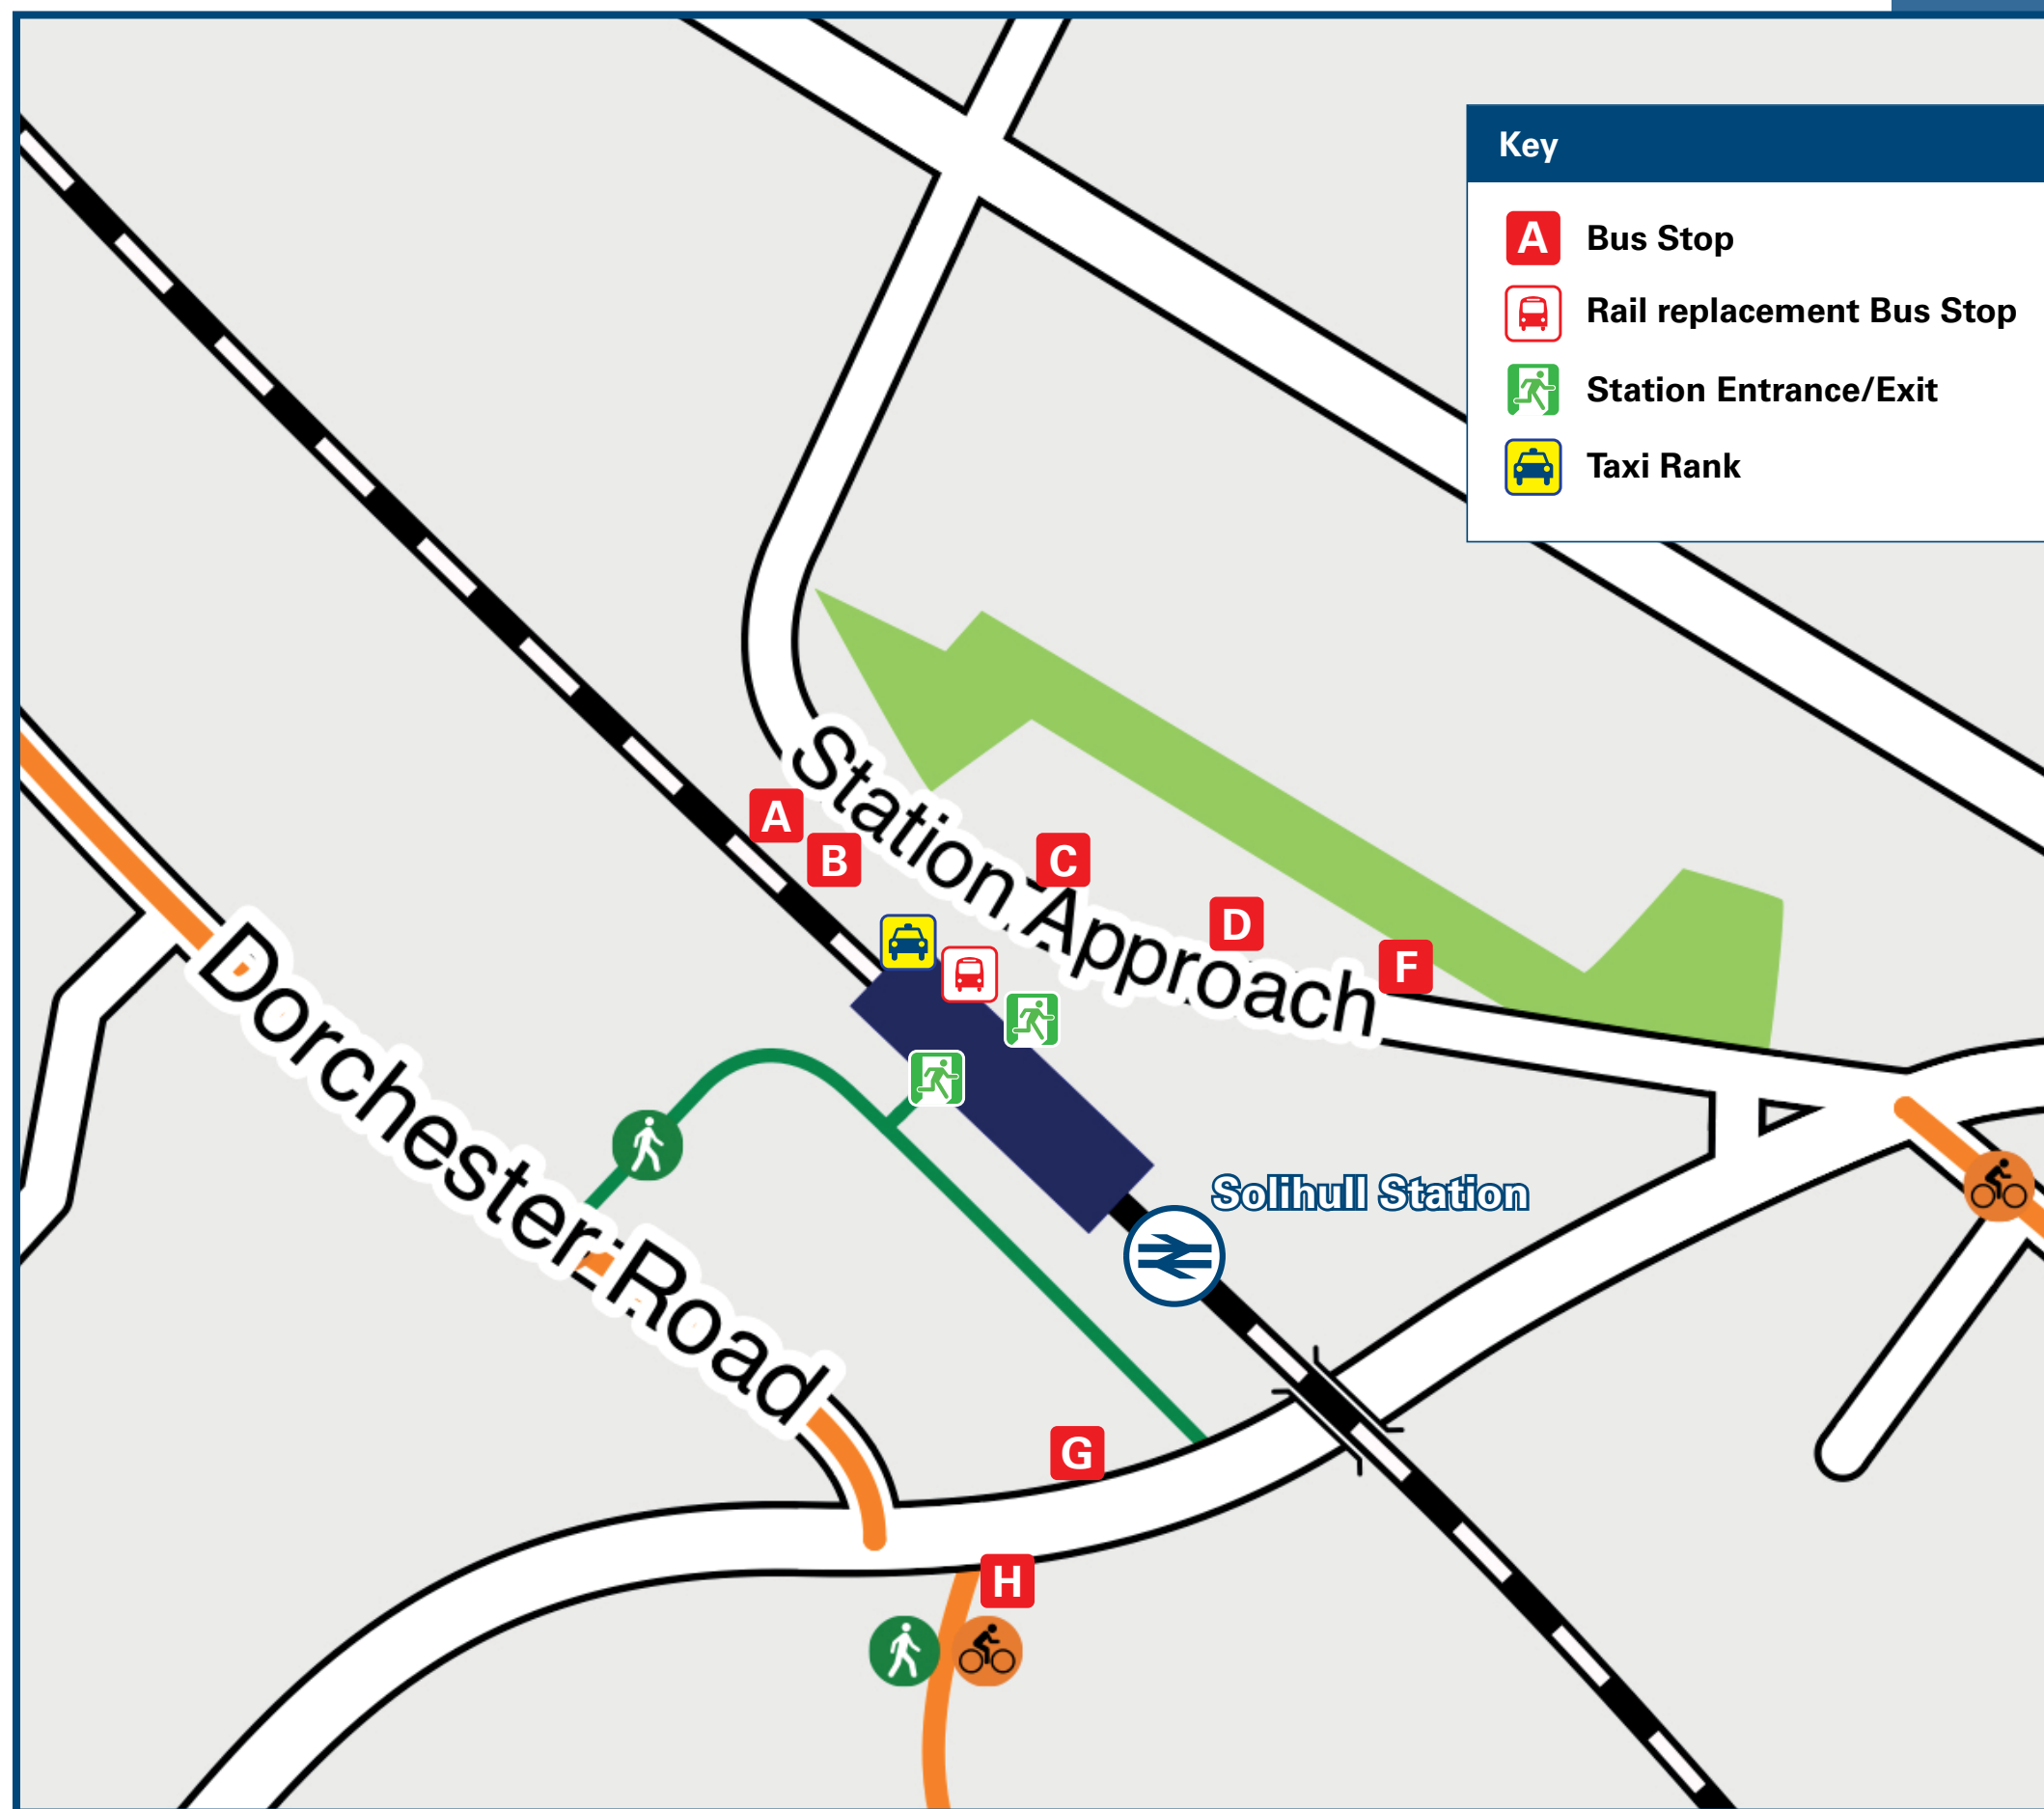 Key
A Bus Stop
Rail replacement Bus Stop
Station Entrance/Exit
Taxi Rank
Station Approach
A
B
C
D
F
Dorchester Road
Solihull Station
G
H